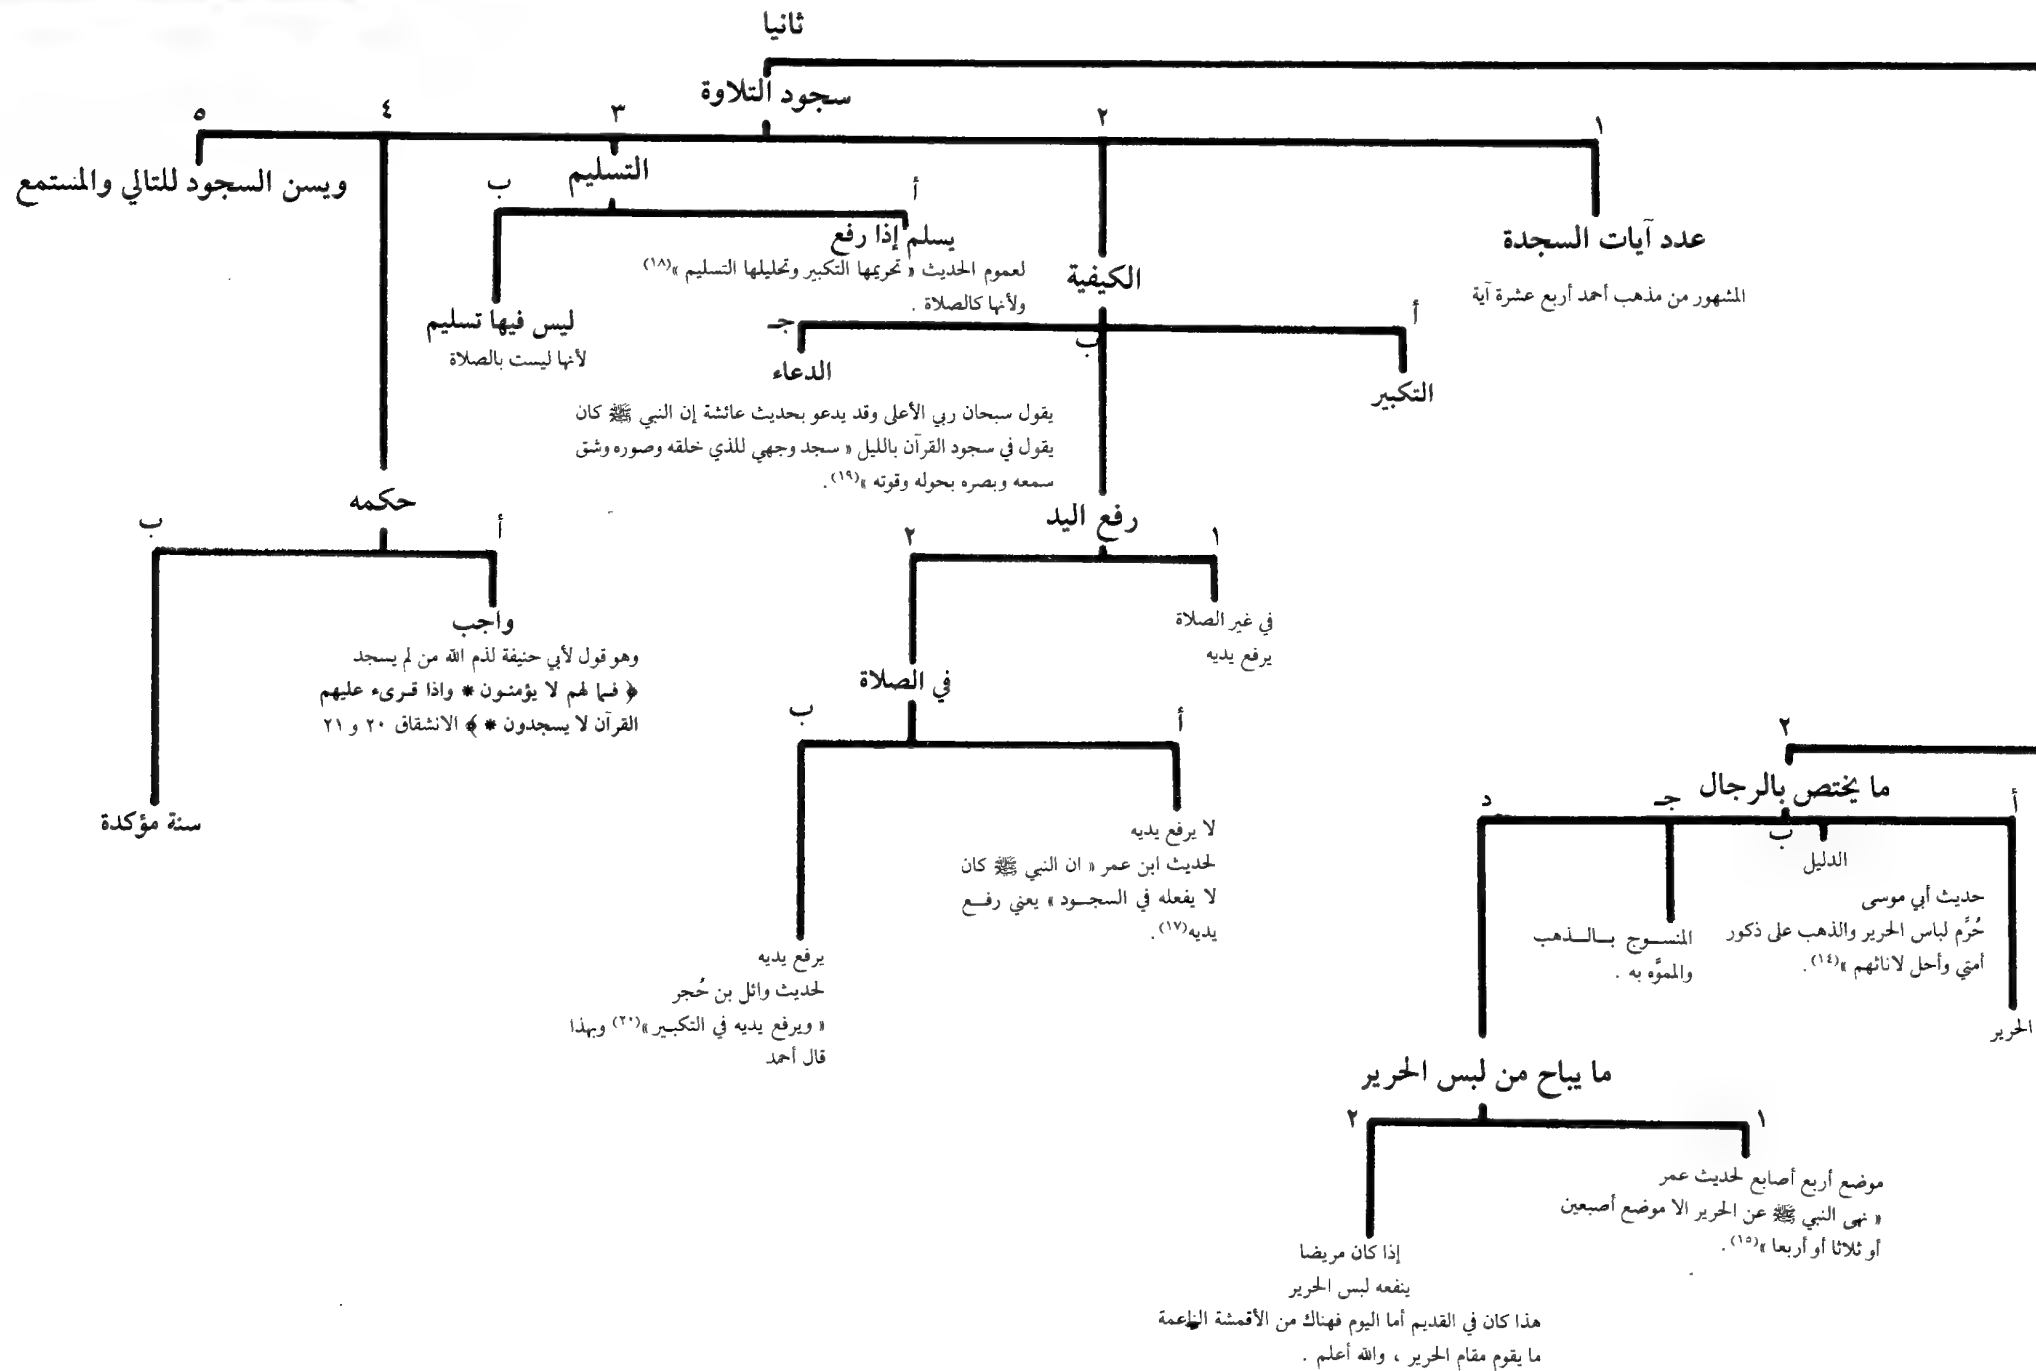 ثانيا
سجود التلاوة
١
عدد آيات السجدة
المشهور من مذهب أحمد أربع عشرة آية
٢
الكيفية
أ
التكبير
ب
رفع اليد
١
في غير الصلاة
يرفع يديه
٢
في الصلاة
أ
لا يرفع يديه
لحديث ابن عمر « ان النبي ﷺ كان
لا يفعله في السجود » يعني رفع
يديه(١٧).
ب
يرفع يديه
لحديث وائل بن حُجر
« ويرفع يديه في التكبير »(٢٠) وبهذا
قال أحمد
جـ
الدعاء
يقول سبحان ربي الأعلى وقد يدعو بحديث عائشة إن النبي ﷺ كان
يقول في سجود القرآن بالليل « سجد وجهي للذي خلقه وصوره وشق
سمعه وبصره بحوله وقوته »(١٩).
٣
التسليم
أ
يسلم إذا رفع
لعموم الحديث « تحريمها التكبير وتحليلها التسليم »(١٨)
ولأنها كالصلاة .
ب
ليس فيها تسليم
لأنها ليست بالصلاة
٤
حكمه
أ
واجب
وهو قول لأبي حنيفة لذم الله من لم يسجد
﴿ فما لهم لا يؤمنون * واذا قرىء عليهم
القرآن لا يسجدون * ﴾ الانشقاق ٢٠ و ٢١
ب
سنة مؤكدة
٥
ويسن السجود للتالي والمستمع
٢
ما يختص بالرجال
أ
الحرير
ب
الدليل
حديث أبي موسى
حُرِّم لباس الحرير والذهب على ذكور
أمتي وأحل لاناثهم »(١٤).
جـ
المنسوج بالذهب
والمموَّه به .
د
ما يباح من لبس الحرير
١
موضع أربع أصابع لحديث عمر
« نهى النبي ﷺ عن الحرير الا موضع أصبعين
أو ثلاثا أو أربعا »(١٥).
٢
إذا كان مريضا
ينفعه لبس الحرير
هذا كان في القديم أما اليوم فهناك من الأقمشة الناعمة
ما يقوم مقام الحرير ، والله أعلم .